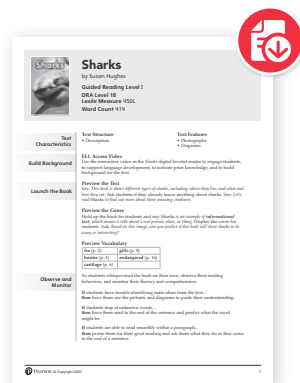 Sharks
Sharks
by Susan Hughes
Guided Reading Level I
DRA Level 16
Lexile Measure 450L
Word Count 414
Text
Characteristics
Text Structure
• Description
Text Features
• Photographs
• Diagrams
Build Background
ELL Access Video
Use the interactive video in the Sharks digital leveled reader to engage students,
to support language development, to activate prior knowledge, and to build
background for the text.
Launch the Book
Preview the Text
Say: This book is about different types of sharks, including where they live, and what and
how they eat. Ask students if they already know anything about sharks. Say: Let's
read Sharks to find out more about these amazing creatures.
Preview the Genre
Hold up the book for students and say: Sharks is an example of informational
text, which means it tells about a real person, place, or thing. Display the cover for
students. Ask: Based on this image, can you predict if this book will show sharks to be
scary or interesting?
Preview Vocabulary
fin (p. 2) gills (p. 9)
hunter (p. 5) endangered (p. 14)
cartilage (p. 6)
Observe and
Monitor
As students whisper-read the book on their own, observe their reading
behaviors, and monitor their fluency and comprehension.
If students have trouble identifying main ideas from the text...
then have them use the pictures and diagrams to guide their understanding.
If students stop at unknown words...
then have them read to the end of the sentence and predict what the word
might be.
If students are able to read smoothly within a paragraph...
then praise them for their good reading and ask them what they do as they come
to the end of a sentence.
Pearson © Copyright 2020